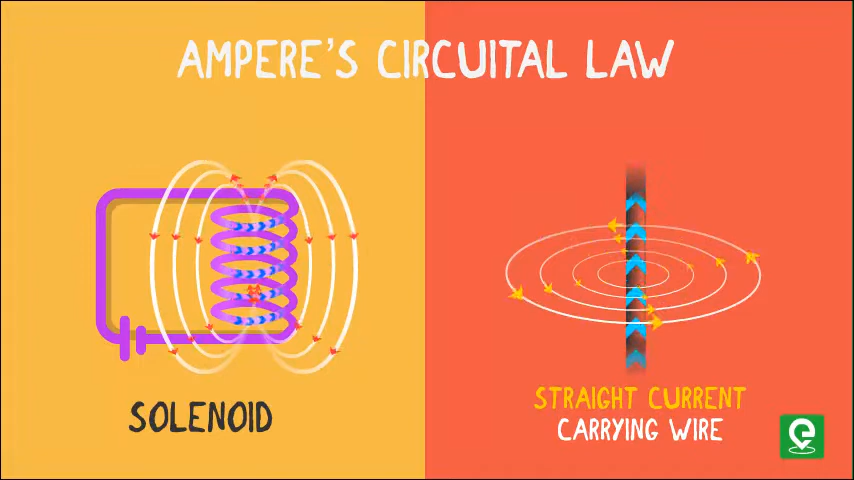 AMPERE'S CIRCUITAL LAW
SOLENOID
STRAIGHT CURRENT
CARRYING WIRE